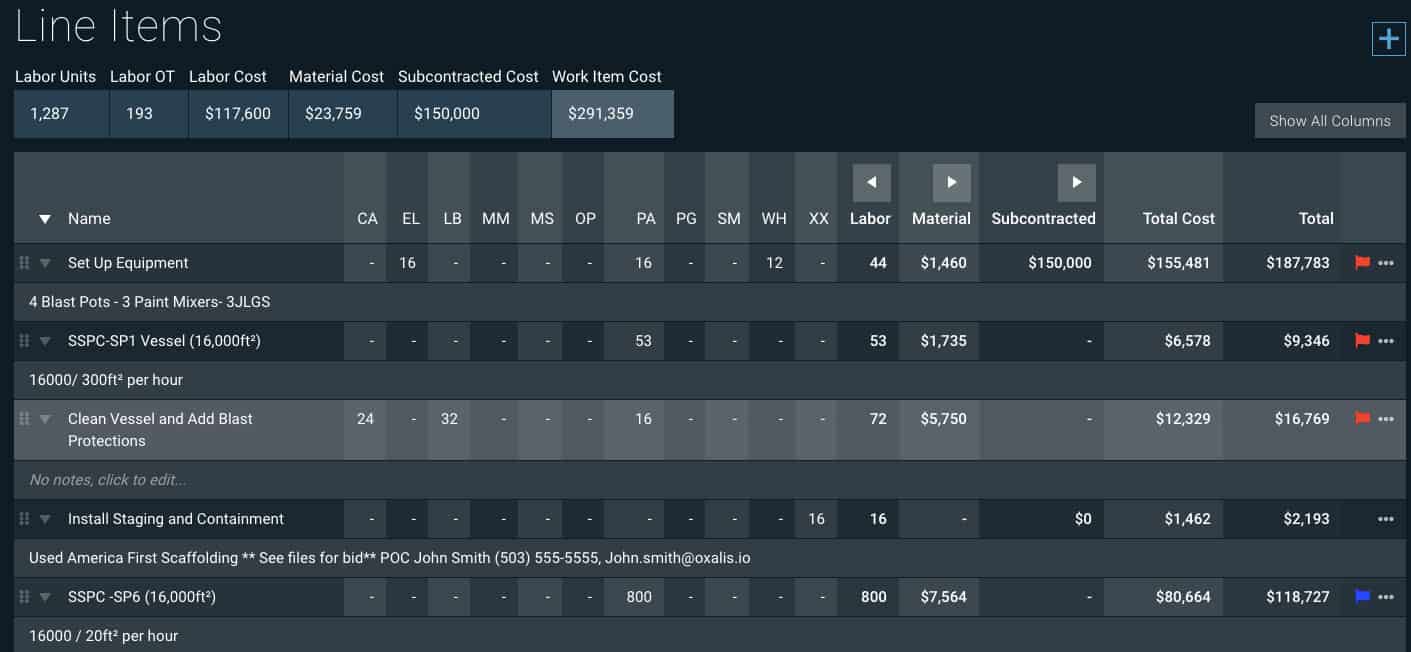 Line Items
Labor Units Labor OT Labor Cost Material Cost Subcontracted Cost Work Item Cost
1,287 193 $117,600 $23,759 $150,000 $291,359
Show All Columns
Name CA EL LB MM MS OP PA PG SM WH XX Labor Material Subcontracted Total Cost Total
Set Up Equipment - 16 - - - - 16 - - 12 - 44 $1,460 $150,000 $155,481 $187,783
4 Blast Pots - 3 Paint Mixers- 3JLGS
SSPC-SP1 Vessel (16,000ft²) - - - - - - 53 - - - - 53 $1,735 - $6,578 $9,346
16000/ 300ft² per hour
Clean Vessel and Add Blast 24 - 32 - - - 16 - - - - 72 $5,750 - $12,329 $16,769
Protections
No notes, click to edit...
Install Staging and Containment - - - - - - - - - - 16 16 - $0 $1,462 $2,193
Used America First Scaffolding ** See files for bid** POC John Smith (503) 555-5555, John.smith@oxalis.io
SSPC -SP6 (16,000ft²) - - - - - - 800 - - - - 800 $7,564 - $80,664 $118,727
16000 / 20ft² per hour